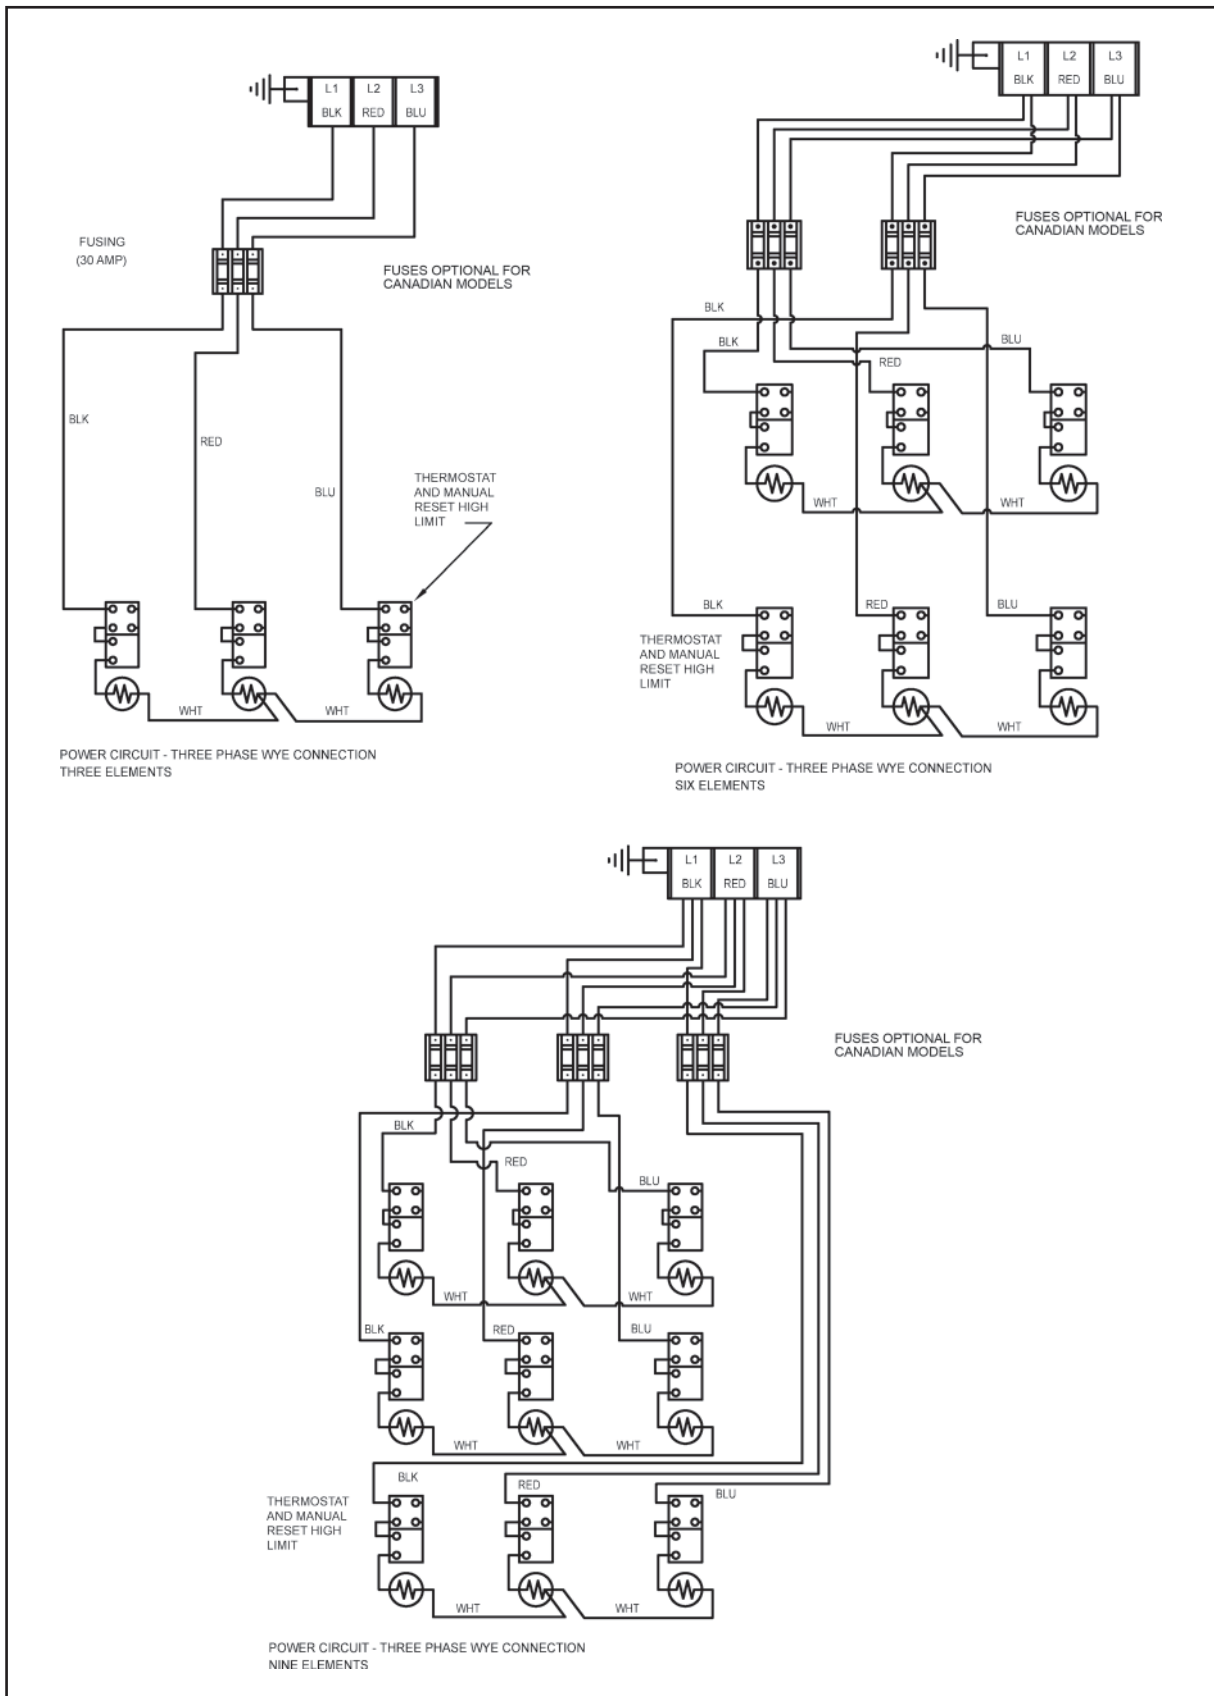 L1 L2 L3
BLK RED BLU
FUSING
(30 AMP)
FUSES OPTIONAL FOR
CANADIAN MODELS
BLK
RED
BLU
THERMOSTAT
AND MANUAL
RESET HIGH
LIMIT
WHT WHT
POWER CIRCUIT - THREE PHASE WYE CONNECTION
THREE ELEMENTS
L1 L2 L3
BLK RED BLU
FUSES OPTIONAL FOR
CANADIAN MODELS
BLK
BLK
RED
BLU
WHT WHT
BLK RED BLU
THERMOSTAT
AND MANUAL
RESET HIGH
LIMIT
WHT WHT
POWER CIRCUIT - THREE PHASE WYE CONNECTION
SIX ELEMENTS
L1 L2 L3
BLK RED BLU
FUSES OPTIONAL FOR
CANADIAN MODELS
BLK
RED
BLU
WHT WHT
BLK RED BLU
WHT WHT
BLK
RED
BLU
THERMOSTAT
AND MANUAL
RESET HIGH
LIMIT
WHT WHT
POWER CIRCUIT - THREE PHASE WYE CONNECTION
NINE ELEMENTS